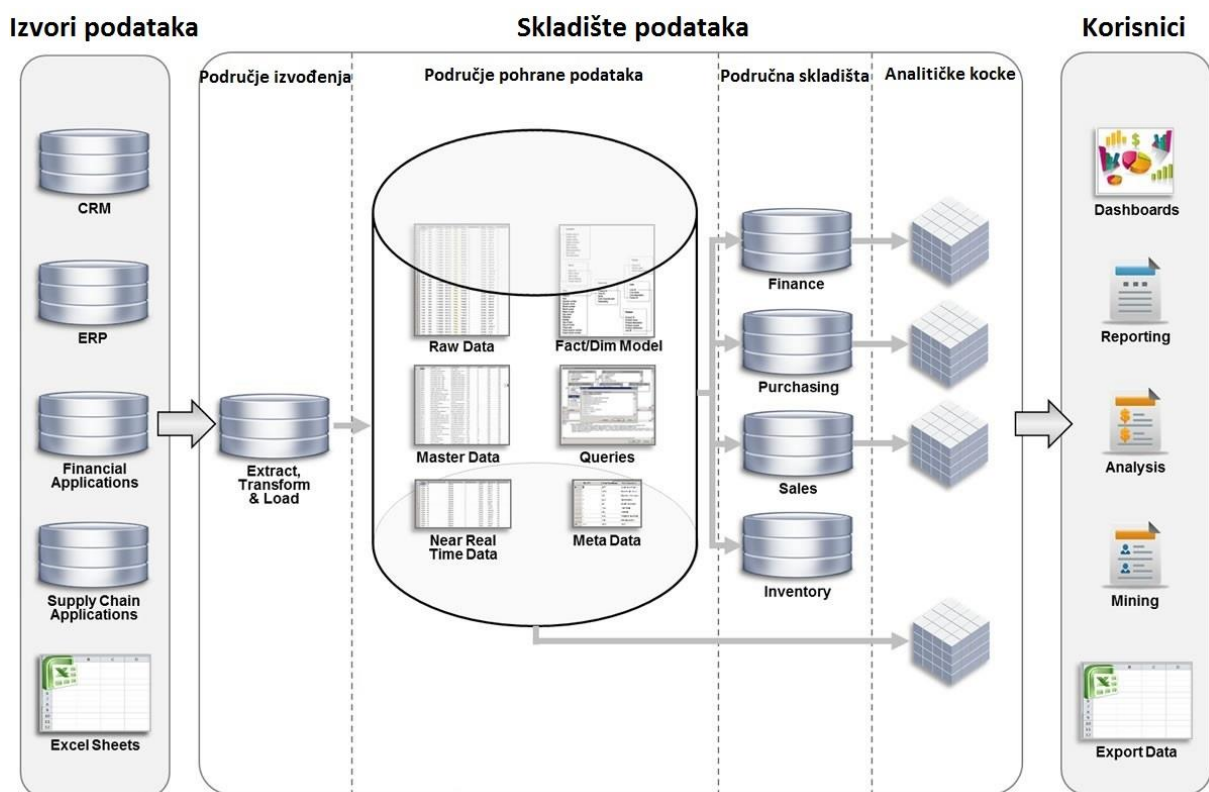 Izvori podataka
Skladište podataka
Korisnici
Područje izvođenja
Područje pohrane podataka
Područna skladišta
Analitičke kocke
CRM
ERP
Financial
Applications
Supply Chain
Applications
Excel Sheets
Extract,
Transform
& Load
Raw Data
Fact/Dim Model
Master Data
Queries
Near Real
Time Data
Meta Data
Finance
Purchasing
Sales
Inventory
Dashboards
Reporting
Analysis
Mining
Export Data